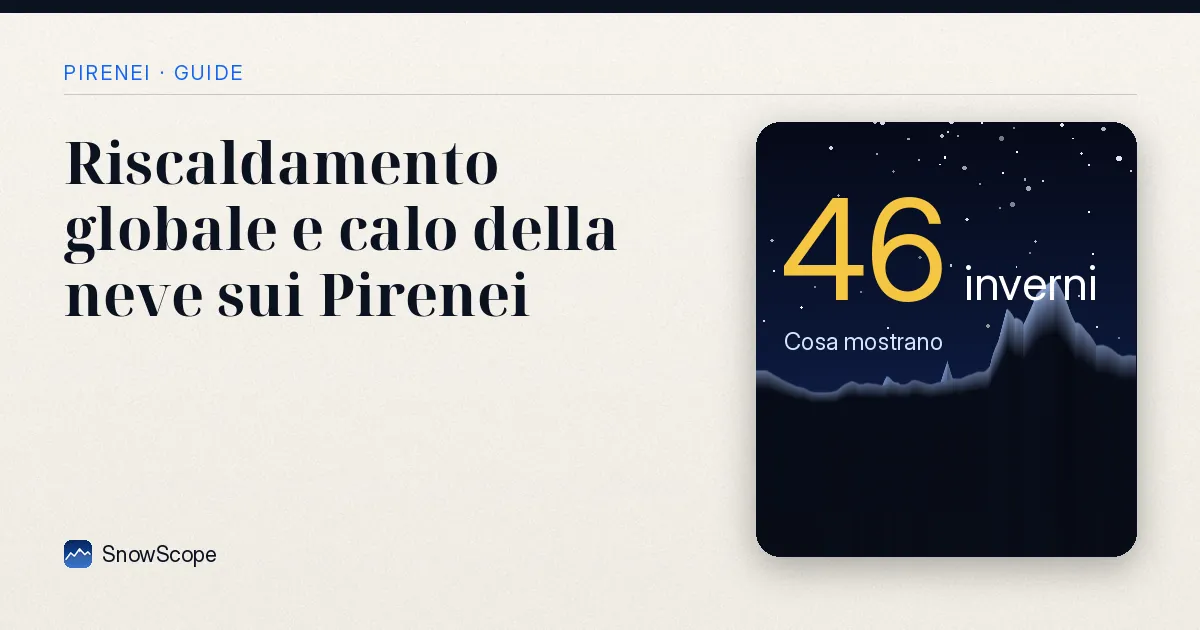 PIRENEI · GUIDE
Riscaldamento
globale e calo della
neve sui Pirenei
46 inverni
Cosa mostrano
SnowScope